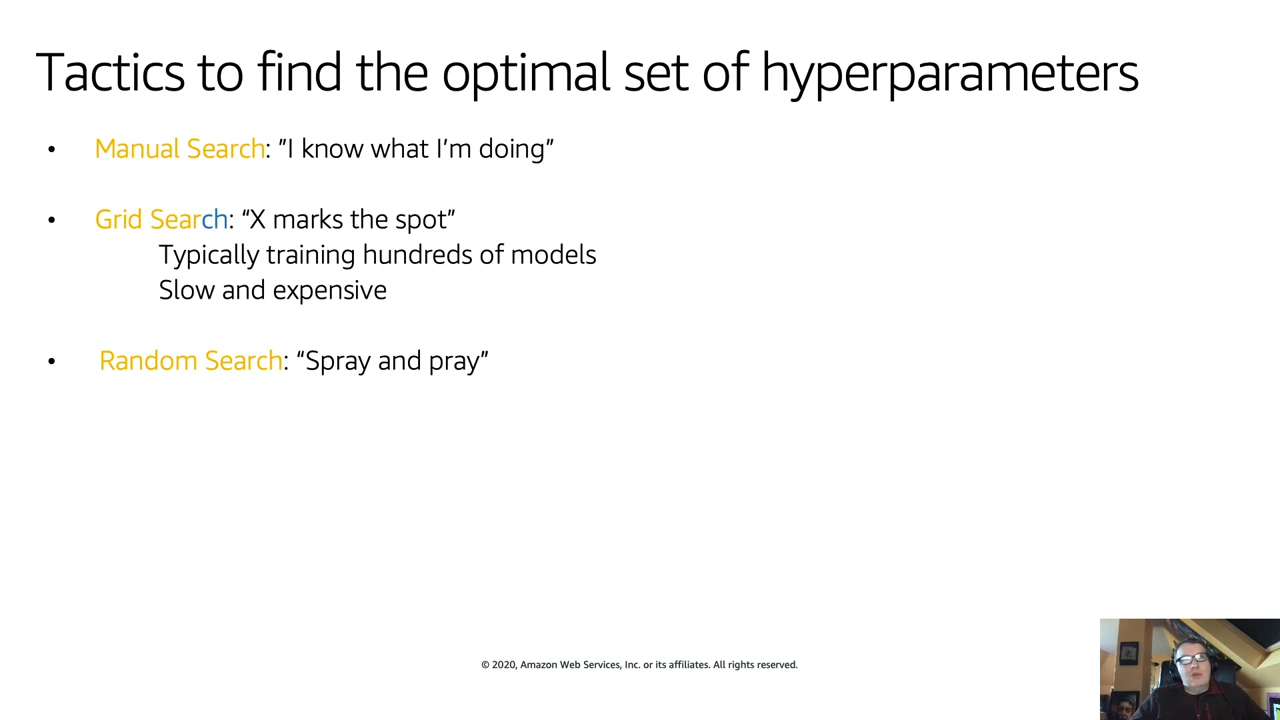 Tactics to find the optimal set of hyperparameters
• Manual Search: ”I know what I’m doing”
• Grid Search: “X marks the spot”
Typically training hundreds of models
Slow and expensive
• Random Search: “Spray and pray”
© 2020, Amazon Web Services, Inc. or its affiliates. All rights reserved.